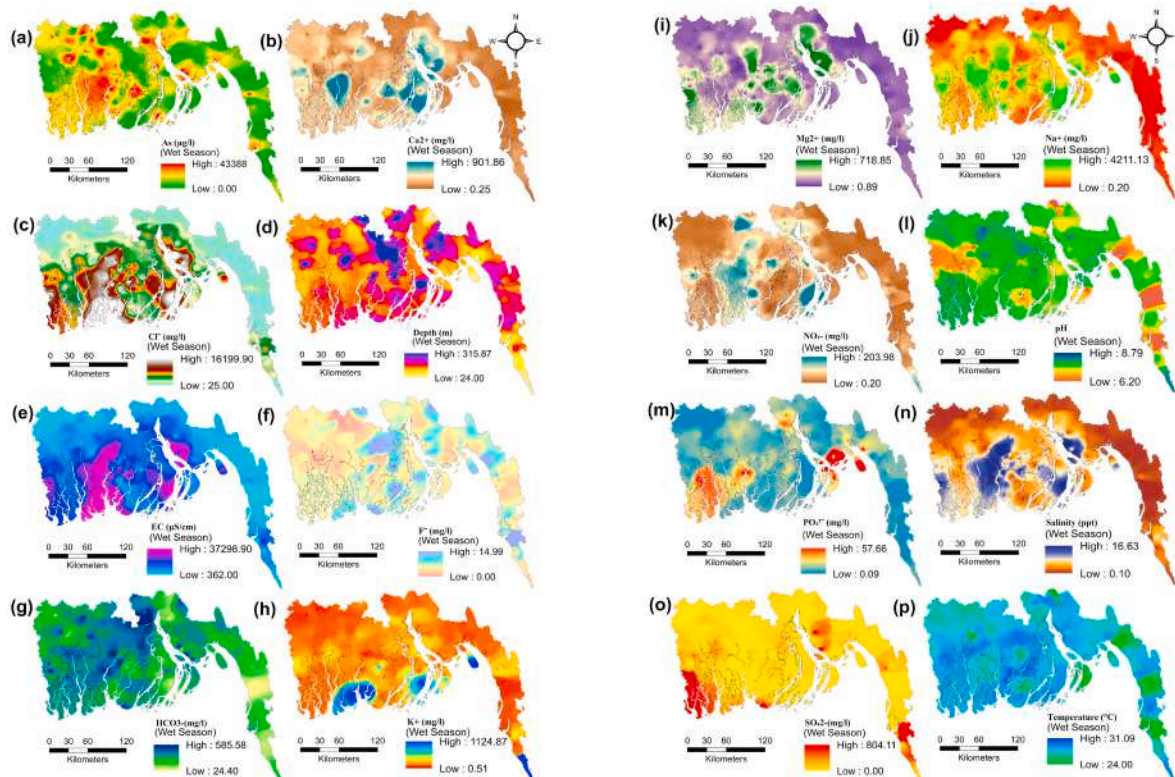 (a)
As (µg/l)
(Wet Season)
High : 43388
Low : 0.00
0 30 60 120
Kilometers
(b)
N
W E
S
Ca2+ (mg/l)
(Wet Season)
High : 901.86
Low : 0.25
0 30 60 120
Kilometers
(c)
Cl⁻ (mg/l)
(Wet Season)
High : 16199.90
Low : 25.00
0 30 60 120
Kilometers
(d)
Depth (m)
(Wet Season)
High : 315.87
Low : 24.00
0 30 60 120
Kilometers
(e)
EC (µS/cm)
(Wet Season)
High : 37298.90
Low : 362.00
0 30 60 120
Kilometers
(f)
F⁻ (mg/l)
(Wet Season)
High : 14.99
Low : 0.00
0 30 60 120
Kilometers
(g)
HCO3-(mg/l)
(Wet Season)
High : 585.58
Low : 24.40
0 30 60 120
Kilometers
(h)
K+ (mg/l)
(Wet Season)
High : 1124.87
Low : 0.51
0 30 60 120
Kilometers
(i)
Mg2+ (mg/l)
(Wet Season)
High : 718.85
Low : 0.89
0 30 60 120
Kilometers
(j)
N
W E
S
Na+ (mg/l)
(Wet Season)
High : 4211.13
Low : 0.20
0 30 60 120
Kilometers
(k)
NO₃- (mg/l)
(Wet Season)
High : 203.98
Low : 0.20
0 30 60 120
Kilometers
(l)
pH
(Wet Season)
High : 8.79
Low : 6.20
0 30 60 120
Kilometers
(m)
PO₄³⁻ (mg/l)
(Wet Season)
High : 57.66
Low : 0.09
0 30 60 120
Kilometers
(n)
Salinity (ppt)
(Wet Season)
High : 16.63
Low : 0.10
0 30 60 120
Kilometers
(o)
SO₄2-(mg/l)
(Wet Season)
High : 804.11
Low : 0.00
0 30 60 120
Kilometers
(p)
Temperature (°C)
(Wet Season)
High : 31.09
Low : 24.00
0 30 60 120
Kilometers